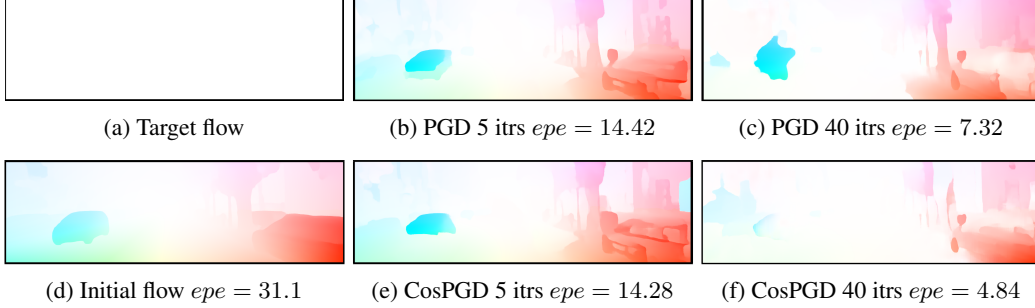 (a) Target flow
(b) PGD 5 itrs epe = 14.42
(c) PGD 40 itrs epe = 7.32
(d) Initial flow epe = 31.1
(e) CosPGD 5 itrs epe = 14.28
(f) CosPGD 40 itrs epe = 4.84